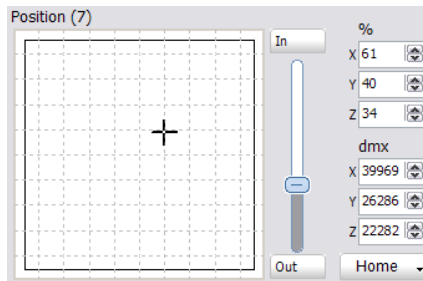 Position (7)
In
Out
%
X 61
Y 40
Z 34
dmx
X 39969
Y 26286
Z 22282
Home